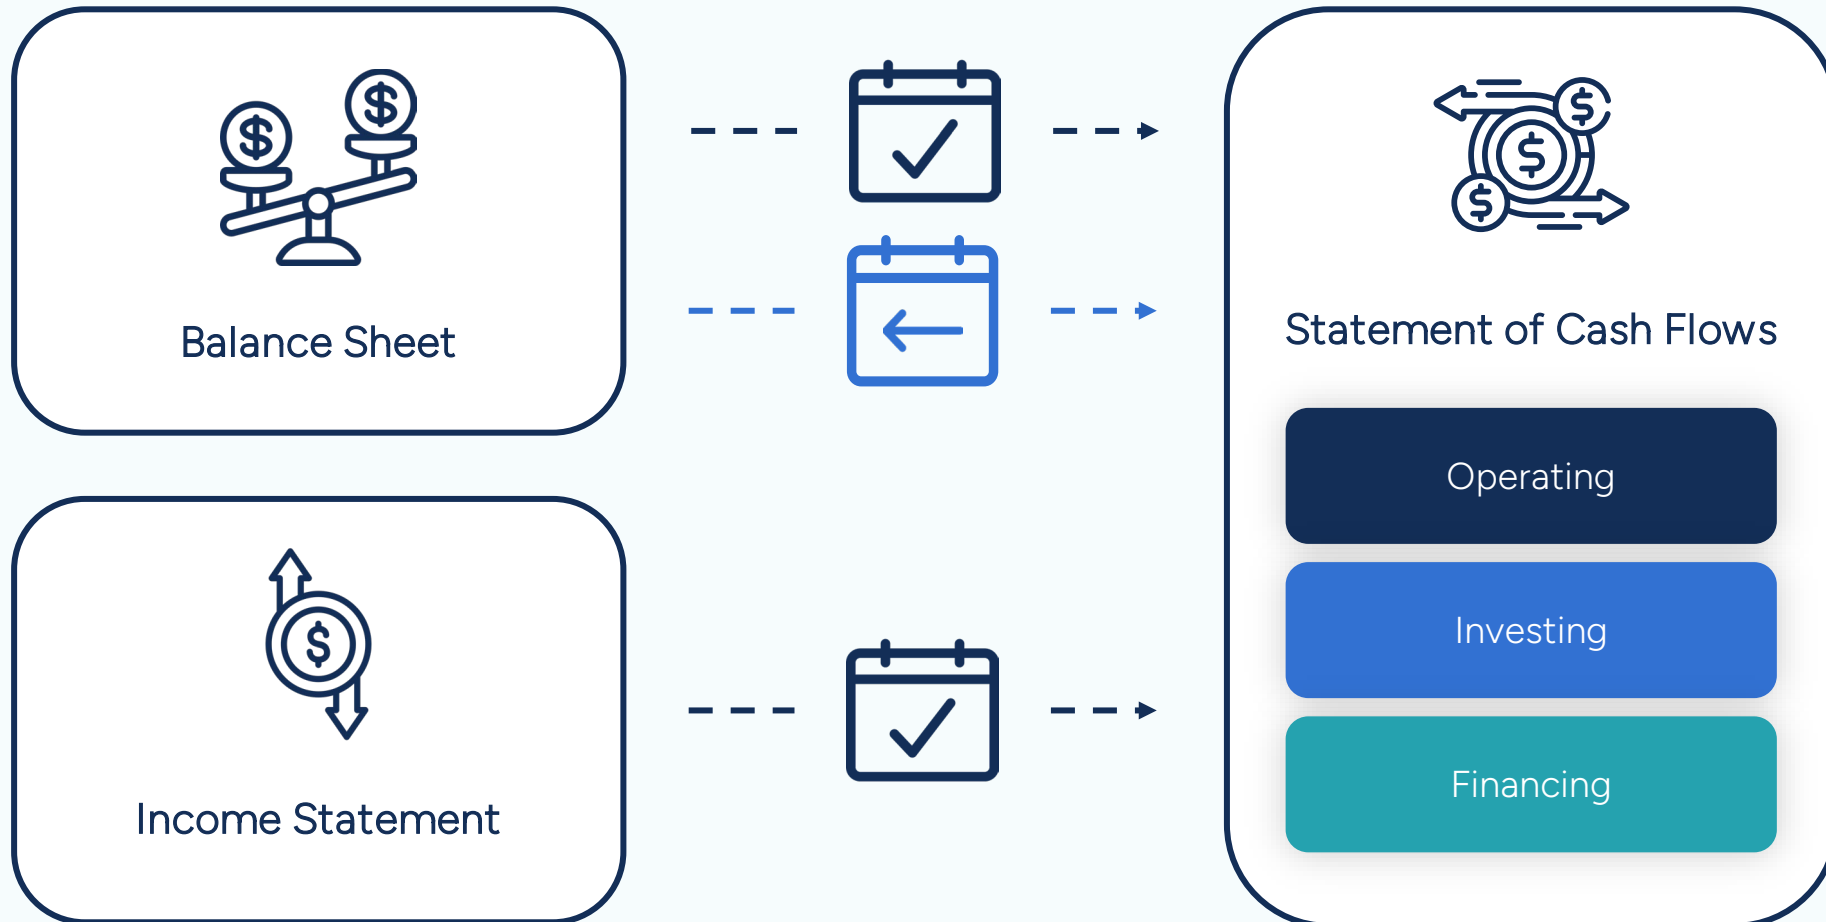 Balance Sheet
Income Statement
Statement of Cash Flows
Operating
Investing
Financing